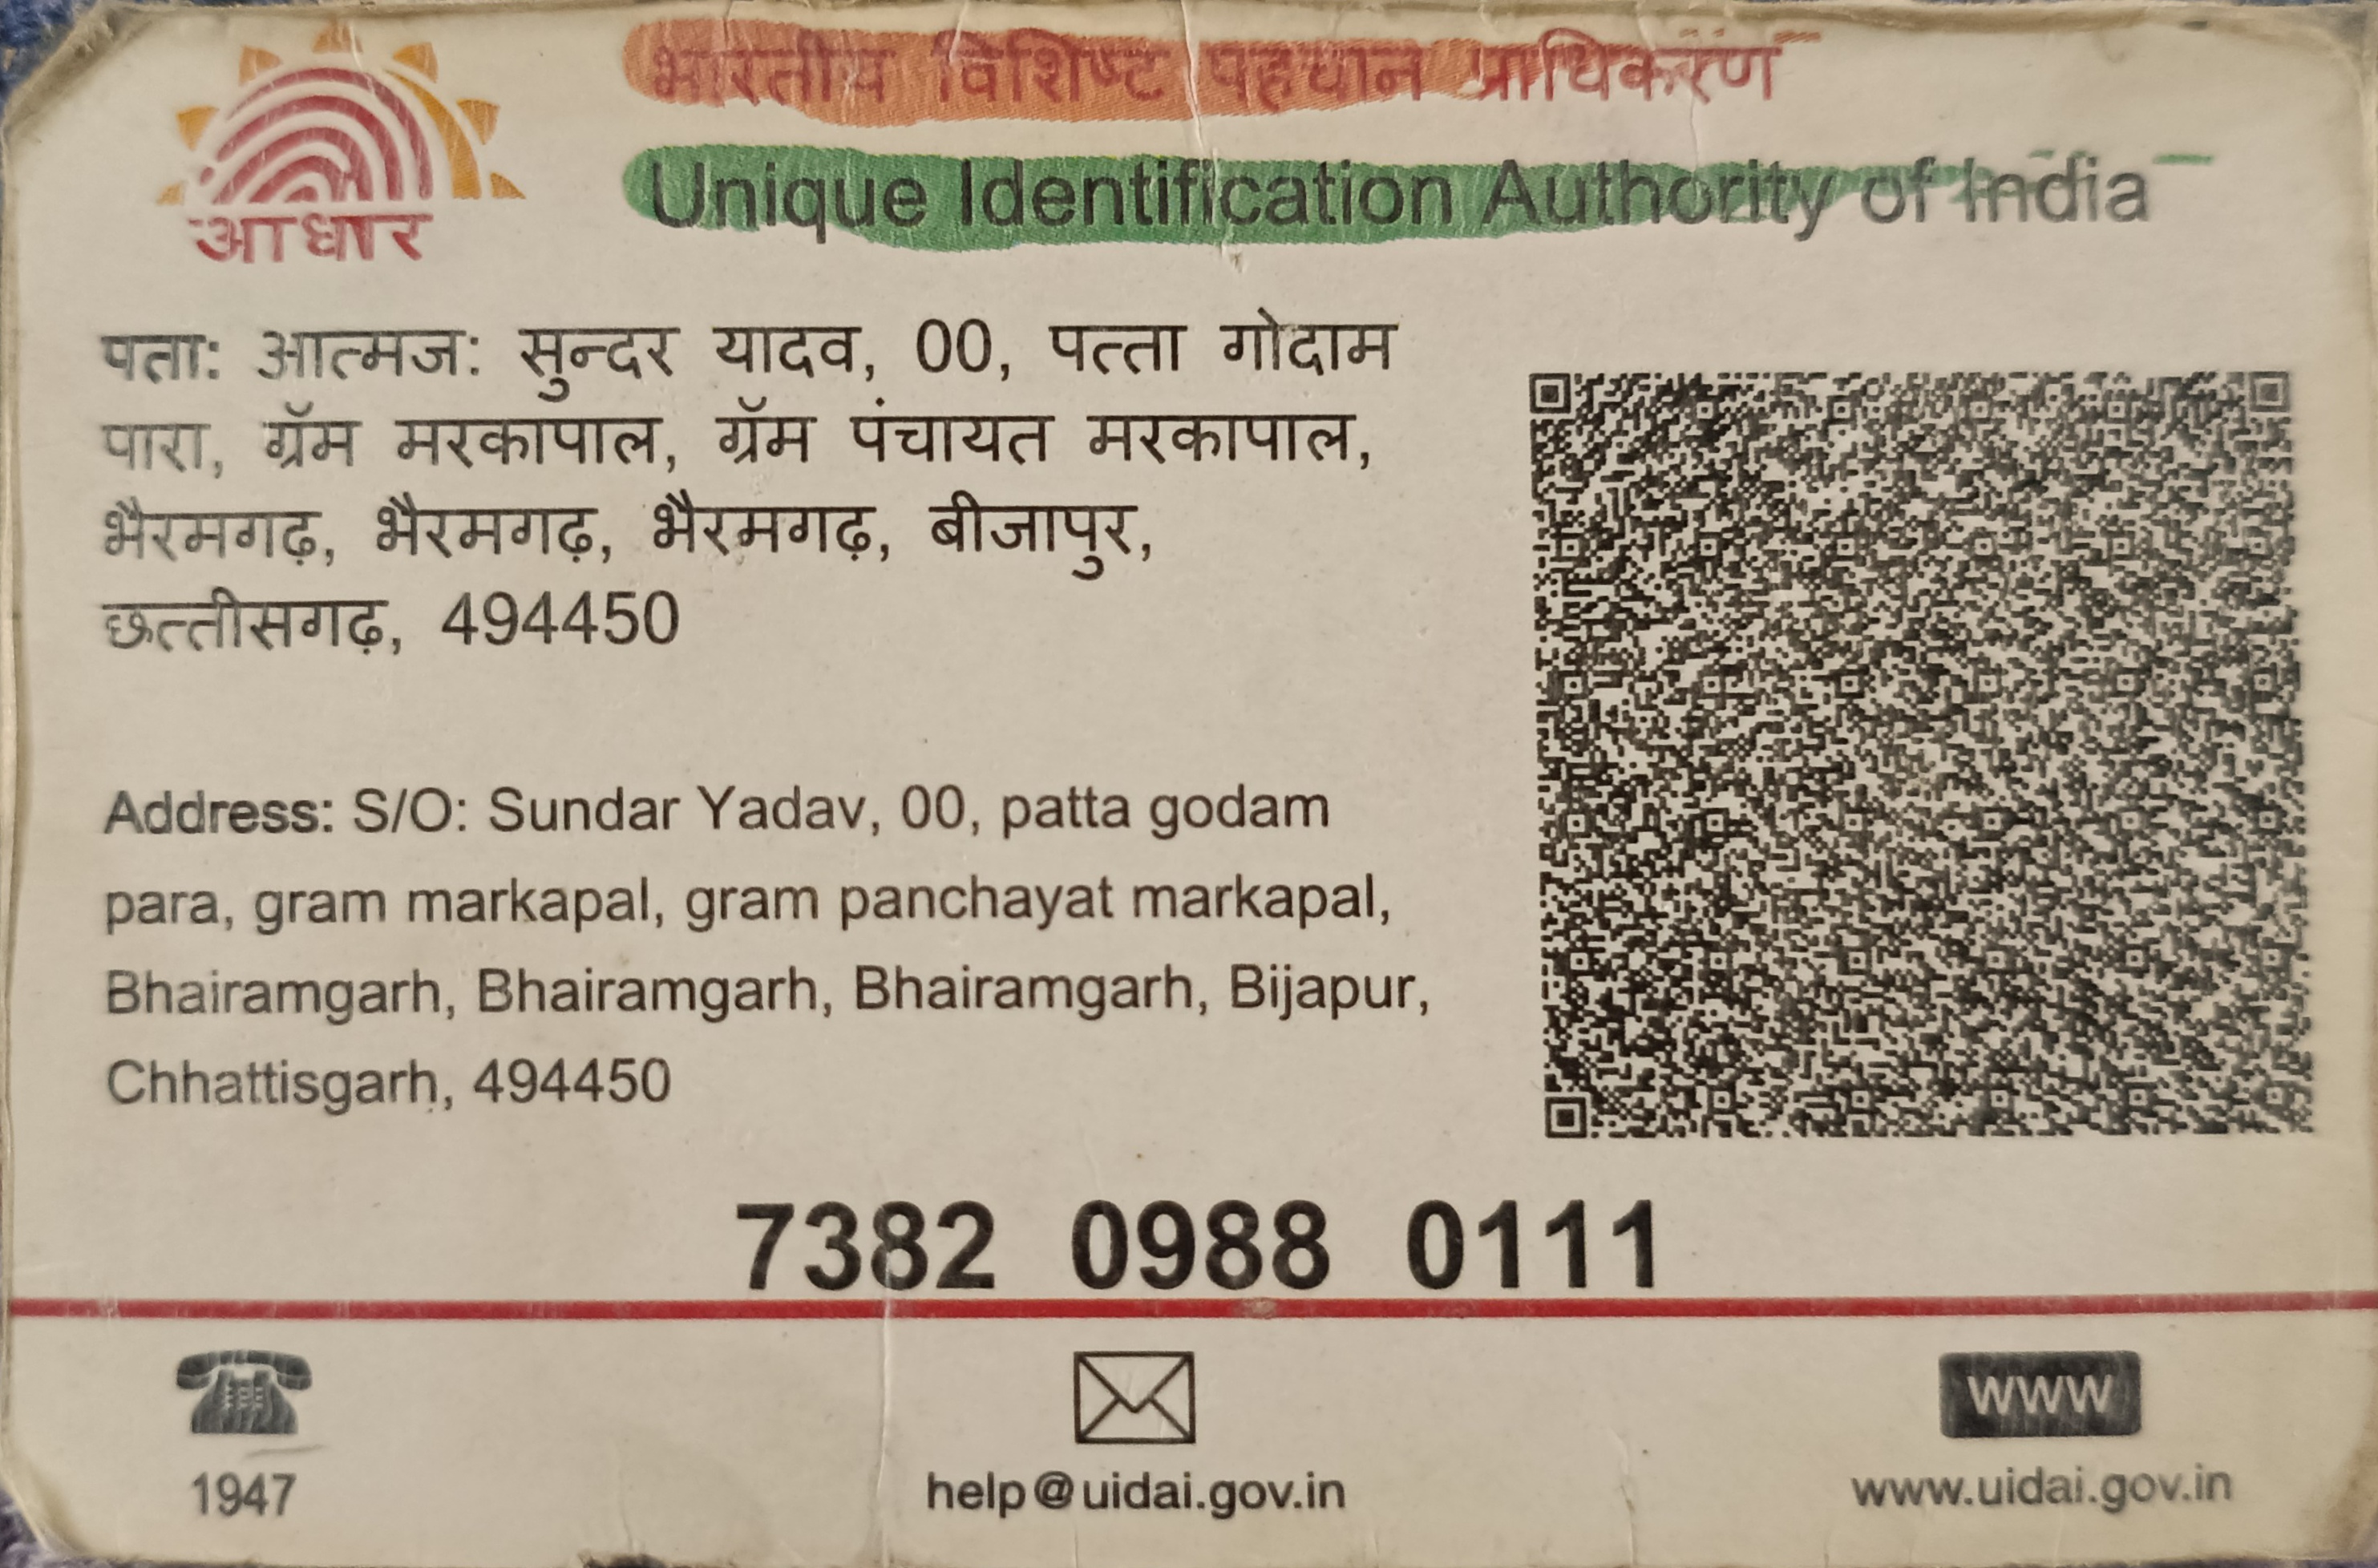 आधार
भारतीय विशिष्ट पहचान प्राधिकरण
Unique Identification Authority of India
पता: आत्मज: सुन्दर यादव, 00, पत्ता गोदाम
पारा, ग्रॅम मरकापाल, ग्रॅम पंचायत मरकापाल,
भैरमगढ़, भैरमगढ़, भैरमगढ़, बीजापुर,
छत्तीसगढ़, 494450
Address: S/O: Sundar Yadav, 00, patta godam
para, gram markapal, gram panchayat markapal,
Bhairamgarh, Bhairamgarh, Bhairamgarh, Bijapur,
Chhattisgarh, 494450
7382 0988 0111
www
1947
help@uidai.gov.in
www.uidai.gov.in